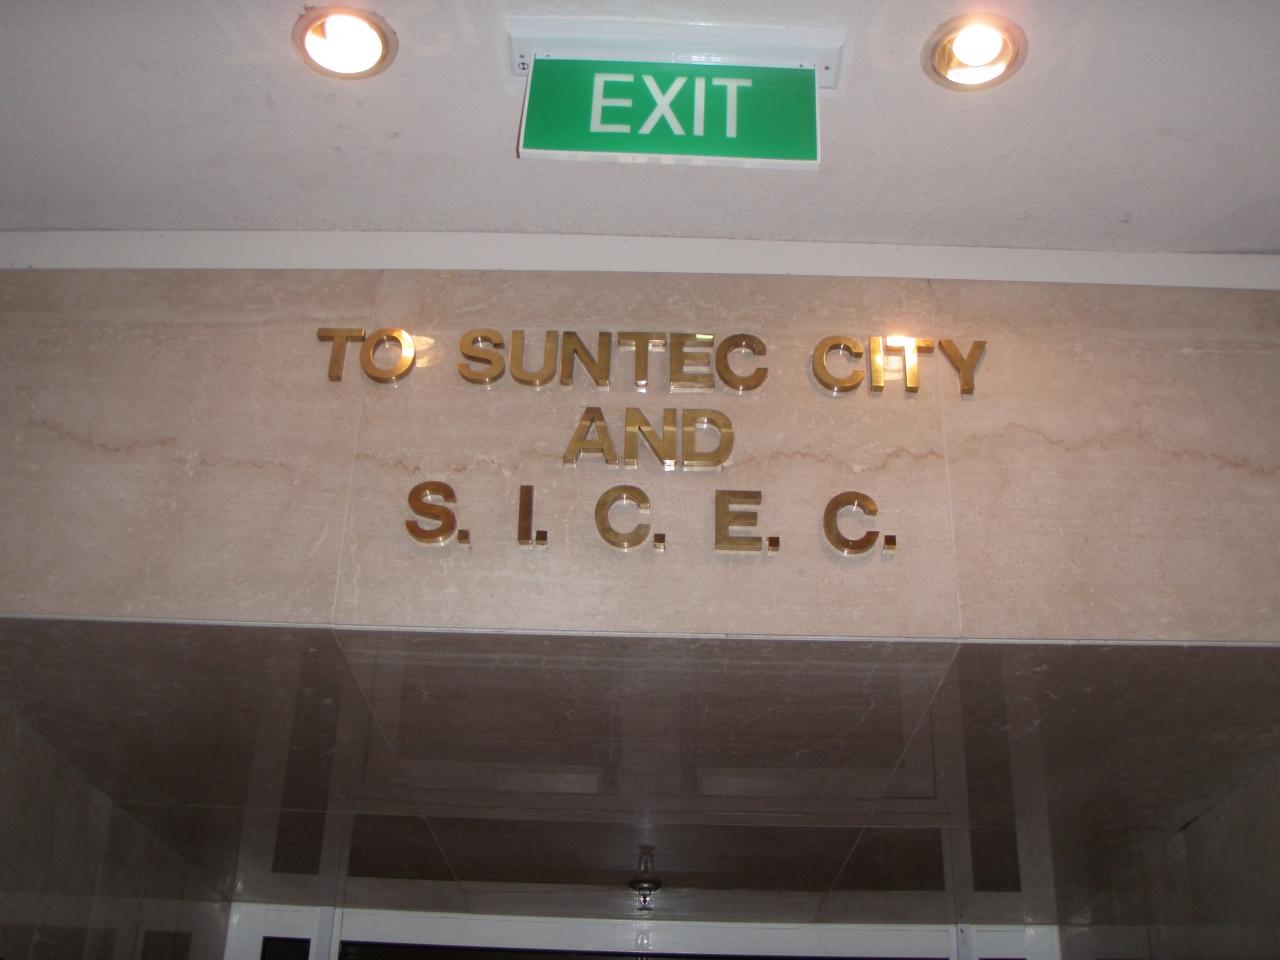 EXIT
TO SUNTEC CITY
AND
S. I. C. E. C.